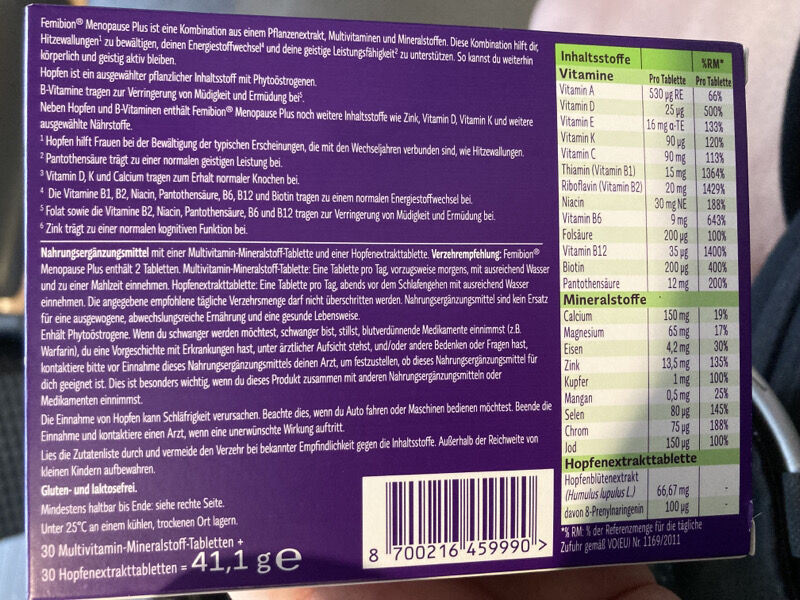 Femibion® Menopause Plus ist eine Kombination aus einem Pflanzenextrakt, Multivitaminen und Mineralstoffen. Diese Kombination hilft dir,
Hitzewallungen¹ zu bewältigen, deinen Energiestoffwechsel⁴ und deine geistige Leistungsfähigkeit² zu unterstützen. So kannst du weiterhin
körperlich und geistig aktiv bleiben.
Hopfen ist ein ausgewählter pflanzlicher Inhaltsstoff mit Phytoöstrogenen.
B-Vitamine tragen zur Verringerung von Müdigkeit und Ermüdung bei⁵.
Neben Hopfen und B-Vitaminen enthält Femibion® Menopause Plus noch weitere Inhaltsstoffe wie Zink, Vitamin D, Vitamin K und weitere
ausgewählte Nährstoffe.
¹ Hopfen hilft Frauen bei der Bewältigung der typischen Erscheinungen, die mit den Wechseljahren verbunden sind, wie Hitzewallungen.
² Pantothensäure trägt zu einer normalen geistigen Leistung bei.
³ Vitamin D, K und Calcium tragen zum Erhalt normaler Knochen bei.
⁴ Die Vitamine B1, B2, Niacin, Pantothensäure, B6, B12 und Biotin tragen zu einem normalen Energiestoffwechsel bei.
⁵ Folat sowie die Vitamine B2, Niacin, Pantothensäure, B6 und B12 tragen zur Verringerung von Müdigkeit und Ermüdung bei.
⁶ Zink trägt zu einer normalen kognitiven Funktion bei.
Nahrungsergänzungsmittel mit einer Multivitamin-Mineralstoff-Tablette und einer Hopfenextrakttablette. Verzehrempfehlung: Femibion®
Menopause Plus enthält 2 Tabletten. Multivitamin-Mineralstoff-Tablette: Eine Tablette pro Tag, vorzugsweise morgens, mit ausreichend Wasser
und zu einer Mahlzeit einnehmen. Hopfenextrakttablette: Eine Tablette pro Tag, abends vor dem Schlafengehen mit ausreichend Wasser
einnehmen. Die angegebene empfohlene tägliche Verzehrsmenge darf nicht überschritten werden. Nahrungsergänzungsmittel sind kein Ersatz
für eine ausgewogene, abwechslungsreiche Ernährung und eine gesunde Lebensweise.
Enhält Phytoöstrogene. Wenn du schwanger werden möchtest, schwanger bist, stillst, blutverdünnende Medikamente einnimmst (z.B.
Warfarin), du eine Vorgeschichte mit Erkrankungen hast, unter ärztlicher Aufsicht stehst, und/oder andere Bedenken oder Fragen hast,
kontaktiere bitte vor Einnahme dieses Nahrungsergänzungsmittels deinen Arzt, um festzustellen, ob dieses Nahrungsergänzungsmittel für
dich geeignet ist. Dies ist besonders wichtig, wenn du dieses Produkt zusammen mit anderen Nahrungsergänzungsmitteln oder
Medikamenten einnimmst.
Die Einnahme von Hopfen kann Schläfrigkeit verursachen. Beachte dies, wenn du Auto fahren oder Maschinen bedienen möchtest. Beende die
Einnahme und kontaktiere einen Arzt, wenn eine unerwünschte Wirkung auftritt.
Lies die Zutatenliste durch und vermeide den Verzehr bei bekannter Empfindlichkeit gegen die Inhaltsstoffe. Außerhalb der Reichweite von
kleinen Kindern aufbewahren.
Gluten- und laktosefrei.
Mindestens haltbar bis Ende: siehe rechte Seite.
Unter 25°C an einem kühlen, trockenen Ort lagern.
30 Multivitamin-Mineralstoff-Tabletten +
30 Hopfenextrakttabletten = 41,1 g e
8 700216 459990 >
Inhaltsstoffe %RM*
Vitamine Pro Tablette Pro Tablette
Vitamin A 530 µg RE 66%
Vitamin D 25 µg 500%
Vitamin E 16 mg α-TE 133%
Vitamin K 90 µg 120%
Vitamin C 90 mg 113%
Thiamin (Vitamin B1) 15 mg 1364%
Riboflavin (Vitamin B2) 20 mg 1429%
Niacin 30 mg NE 188%
Vitamin B6 9 mg 643%
Folsäure 200 µg 100%
Vitamin B12 35 µg 1400%
Biotin 200 µg 400%
Pantothensäure 12 mg 200%
Mineralstoffe
Calcium 150 mg 19%
Magnesium 65 mg 17%
Eisen 4,2 mg 30%
Zink 13,5 mg 135%
Kupfer 1 mg 100%
Mangan 0,5 mg 25%
Selen 80 µg 145%
Chrom 75 µg 188%
Jod 150 µg 100%
Hopfenextrakttablette
Hopfenblütenextrakt
(Humulus lupulus L.) 66,67 mg -
davon 8-Prenylnaringenin 100 µg -
*% RM: % der Referenzmenge für die tägliche
Zufuhr gemäß VO(EU) Nr. 1169/2011